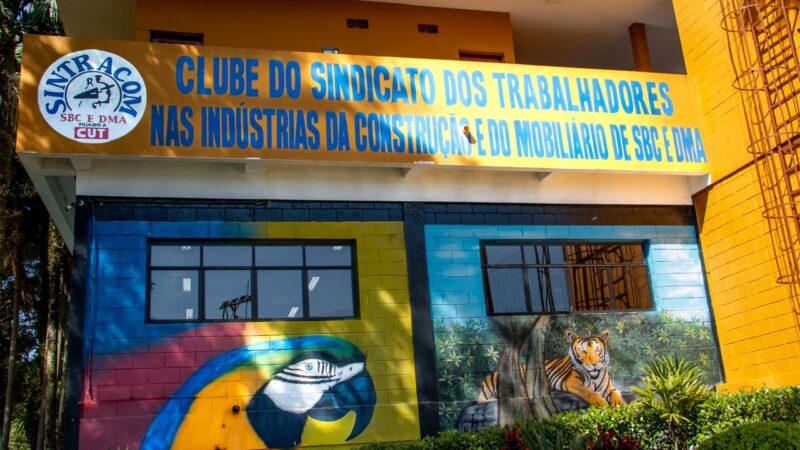 SINTRACOM
SBC E DMA
FILIADO A
CUT
CLUBE DO SINDICATO DOS TRABALHADORES
NAS INDÚSTRIAS DA CONSTRUÇÃO E DO MOBILIÁRIO DE SBC E DMA